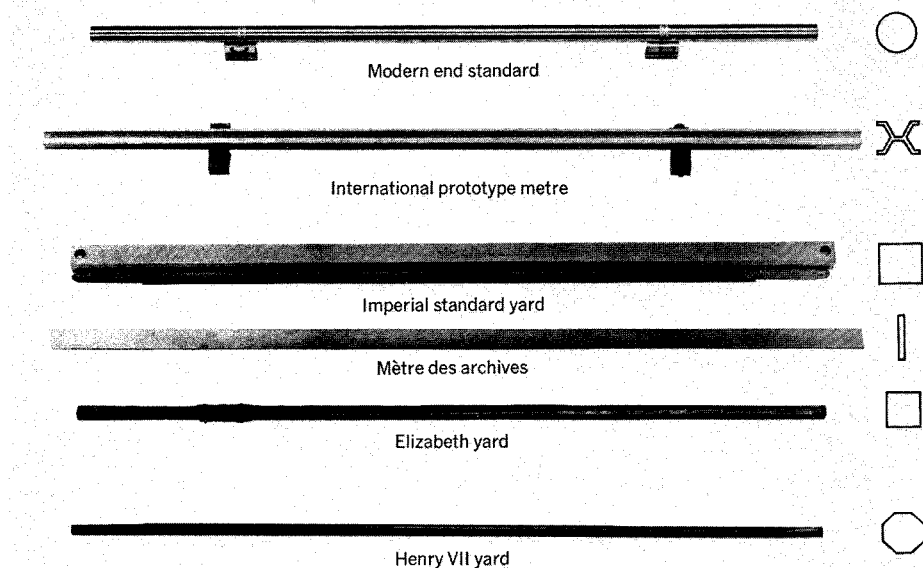 Modern end standard
International prototype metre
Imperial standard yard
Mètre des archives
Elizabeth yard
Henry VII yard